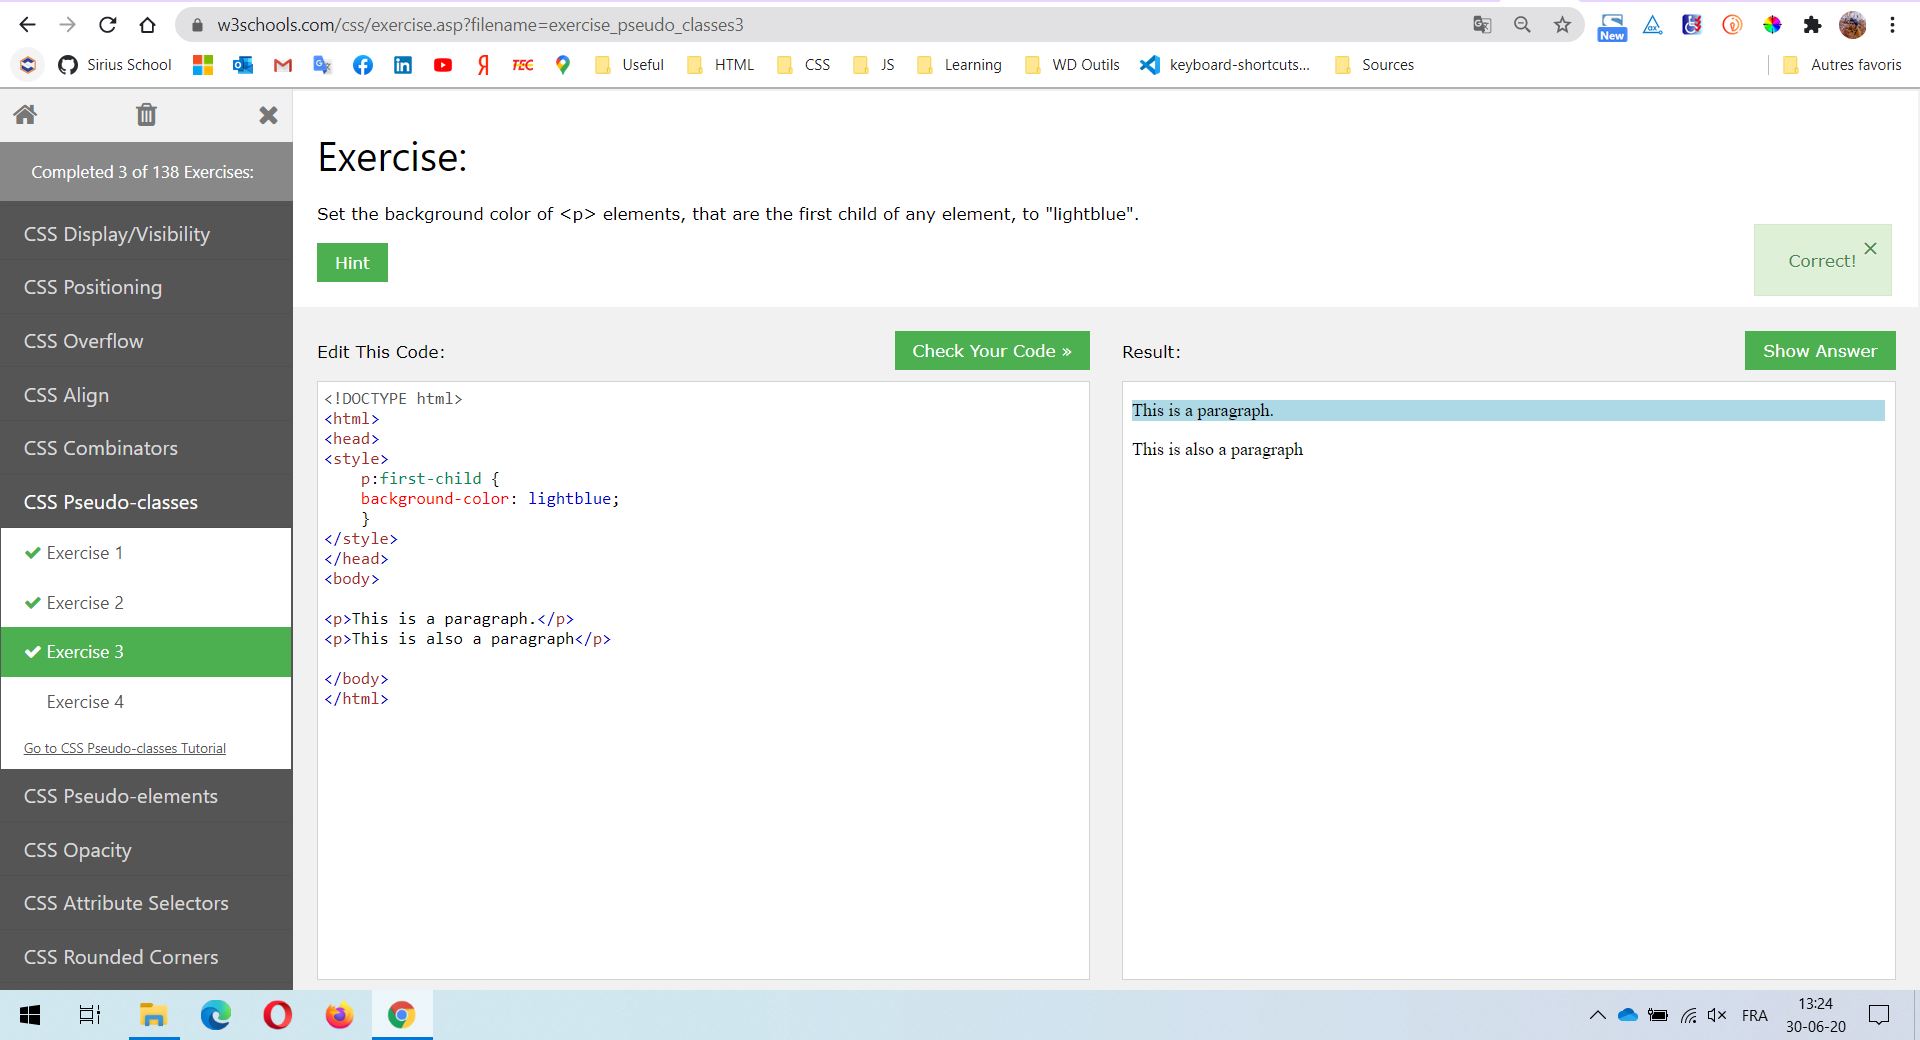 w3schools.com/css/exercise.asp?filename=exercise_pseudo_classes3
New
Sirius School
TEC
Useful
HTML
CSS
JS
Learning
WD Outils
keyboard-shortcuts...
Sources
Autres favoris
Completed 3 of 138 Exercises:
CSS Display/Visibility
CSS Positioning
CSS Overflow
CSS Align
CSS Combinators
CSS Pseudo-classes
Exercise 1
Exercise 2
Exercise 3
Exercise 4
Go to CSS Pseudo-classes Tutorial
CSS Pseudo-elements
CSS Opacity
CSS Attribute Selectors
CSS Rounded Corners
Exercise:
Set the background color of <p> elements, that are the first child of any element, to "lightblue".
Hint
Correct!
Edit This Code:
Check Your Code »
<!DOCTYPE html>
<html>
<head>
<style>
p:first-child {
background-color: lightblue;
}
</style>
</head>
<body>
<p>This is a paragraph.</p>
<p>This is also a paragraph</p>
</body>
</html>
Result:
Show Answer
This is a paragraph.
This is also a paragraph
FRA
13:24
30-06-20